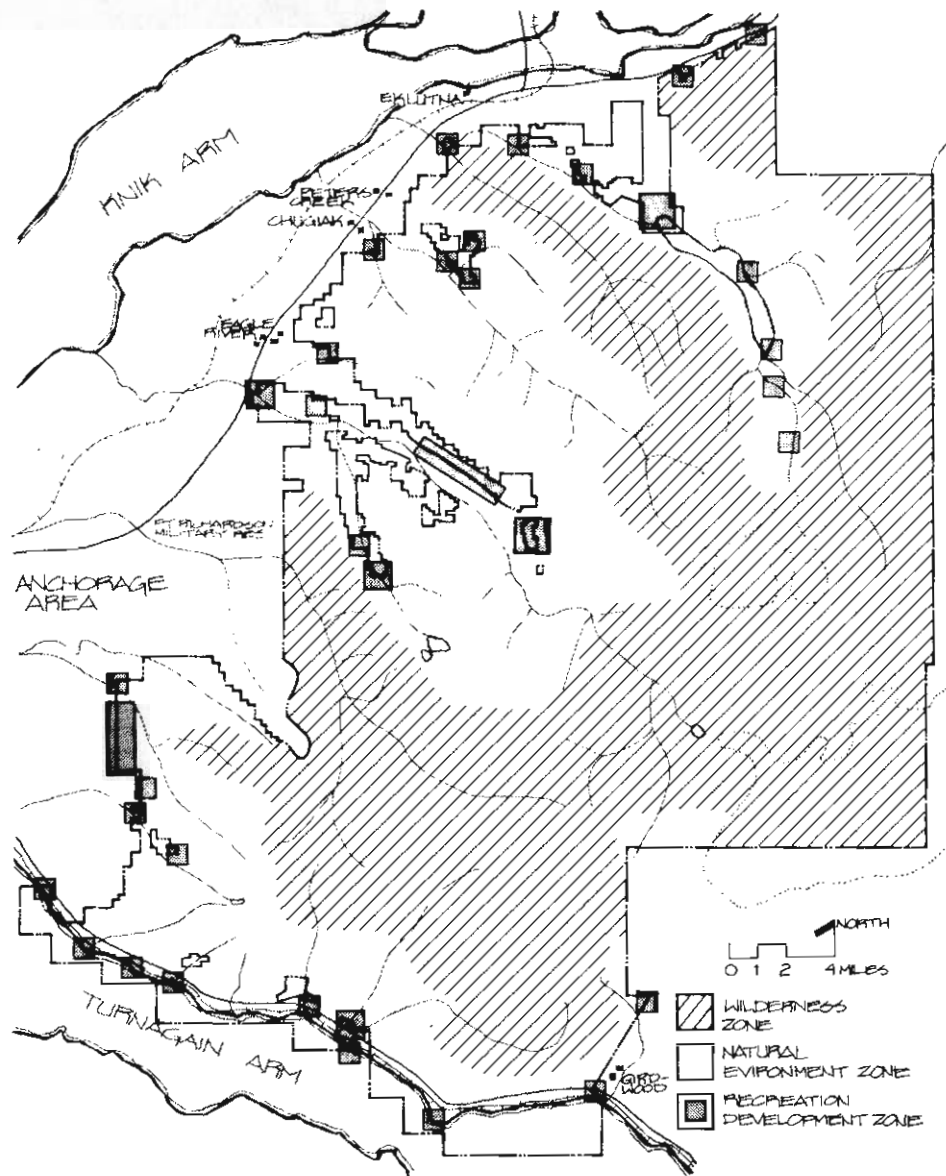 EKLUTNA
KNIK ARM
PETERS
CREEK
CHUGIAK
EAGLE
RIVER
FT. RICHARDSON
MILITARY RES.
ANCHORAGE
AREA
NORTH
0 1 2 4 MILES
WILDERNESS
ZONE
NATURAL
EVIRONMENT ZONE
RECREATION
DEVELOPMENT ZONE
TURNAGAIN ARM
GIRD-
WOOD